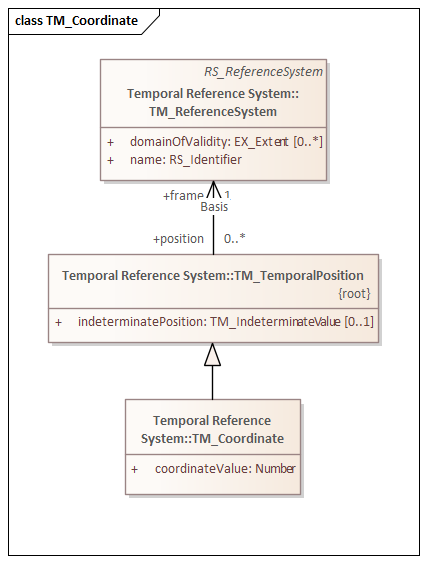 class TM_Coordinate
RS_ReferenceSystem
Temporal Reference System::
TM_ReferenceSystem
+ domainOfValidity: EX_Extent [0..*]
+ name: RS_Identifier
+frame 1
Basis
+position 0..*
Temporal Reference System::TM_TemporalPosition
{root}
+ indeterminatePosition: TM_IndeterminateValue [0..1]
Temporal Reference
System::TM_Coordinate
+ coordinateValue: Number